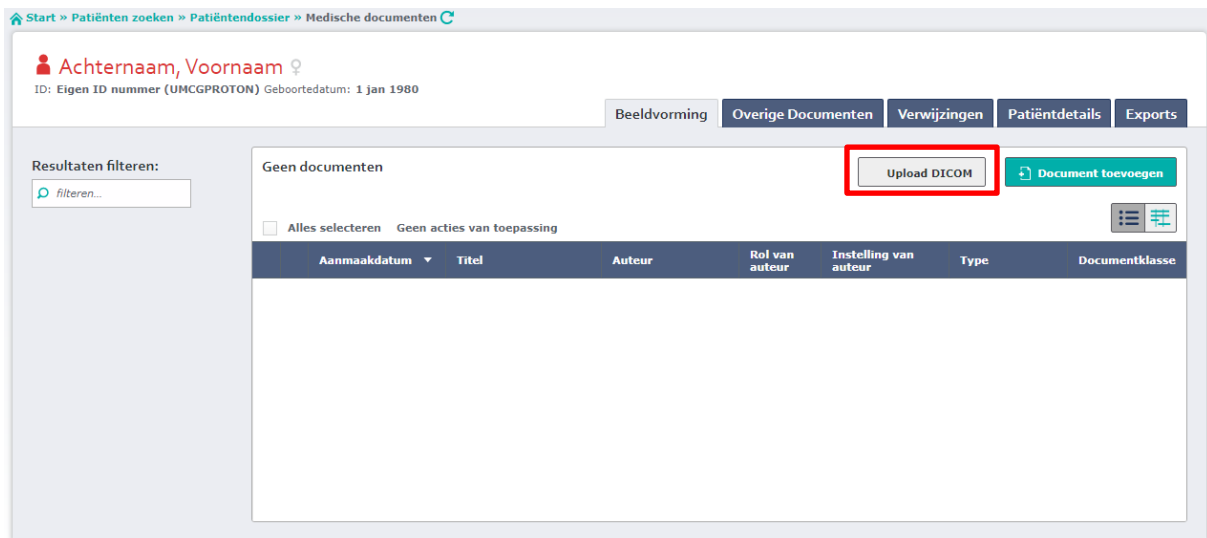 Start » Patiënten zoeken » Patiëntendossier » Medische documenten
Achternaam, Voornaam
ID: Eigen ID nummer (UMCGPROTON) Geboortedatum: 1 jan 1980
Beeldvorming Overige Documenten Verwijzingen Patiëntdetails Exports
Resultaten filteren:
filteren...
Geen documenten
Upload DICOM
Document toevoegen
Alles selecteren Geen acties van toepassing
Aanmaakdatum Titel Auteur Rol van auteur Instelling van auteur Type Documentklasse